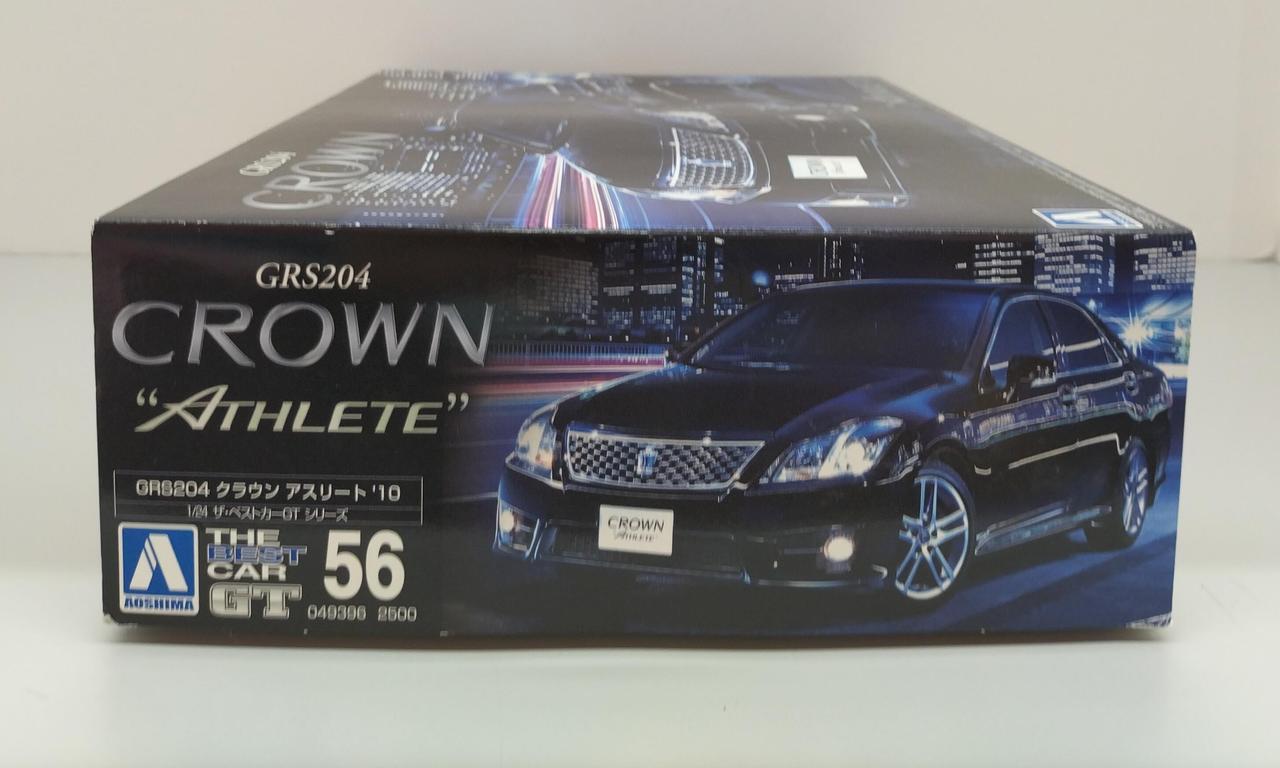 GRS204
CROWN
GRS204
CROWN
"ATHLETE"
GRS204 クラウン アスリート '10
1/24 ザ・ベストカーGT シリーズ
AOSHIMA
THE
BEST
CAR
GT
56
049396 2500
CROWN
ATHLETE